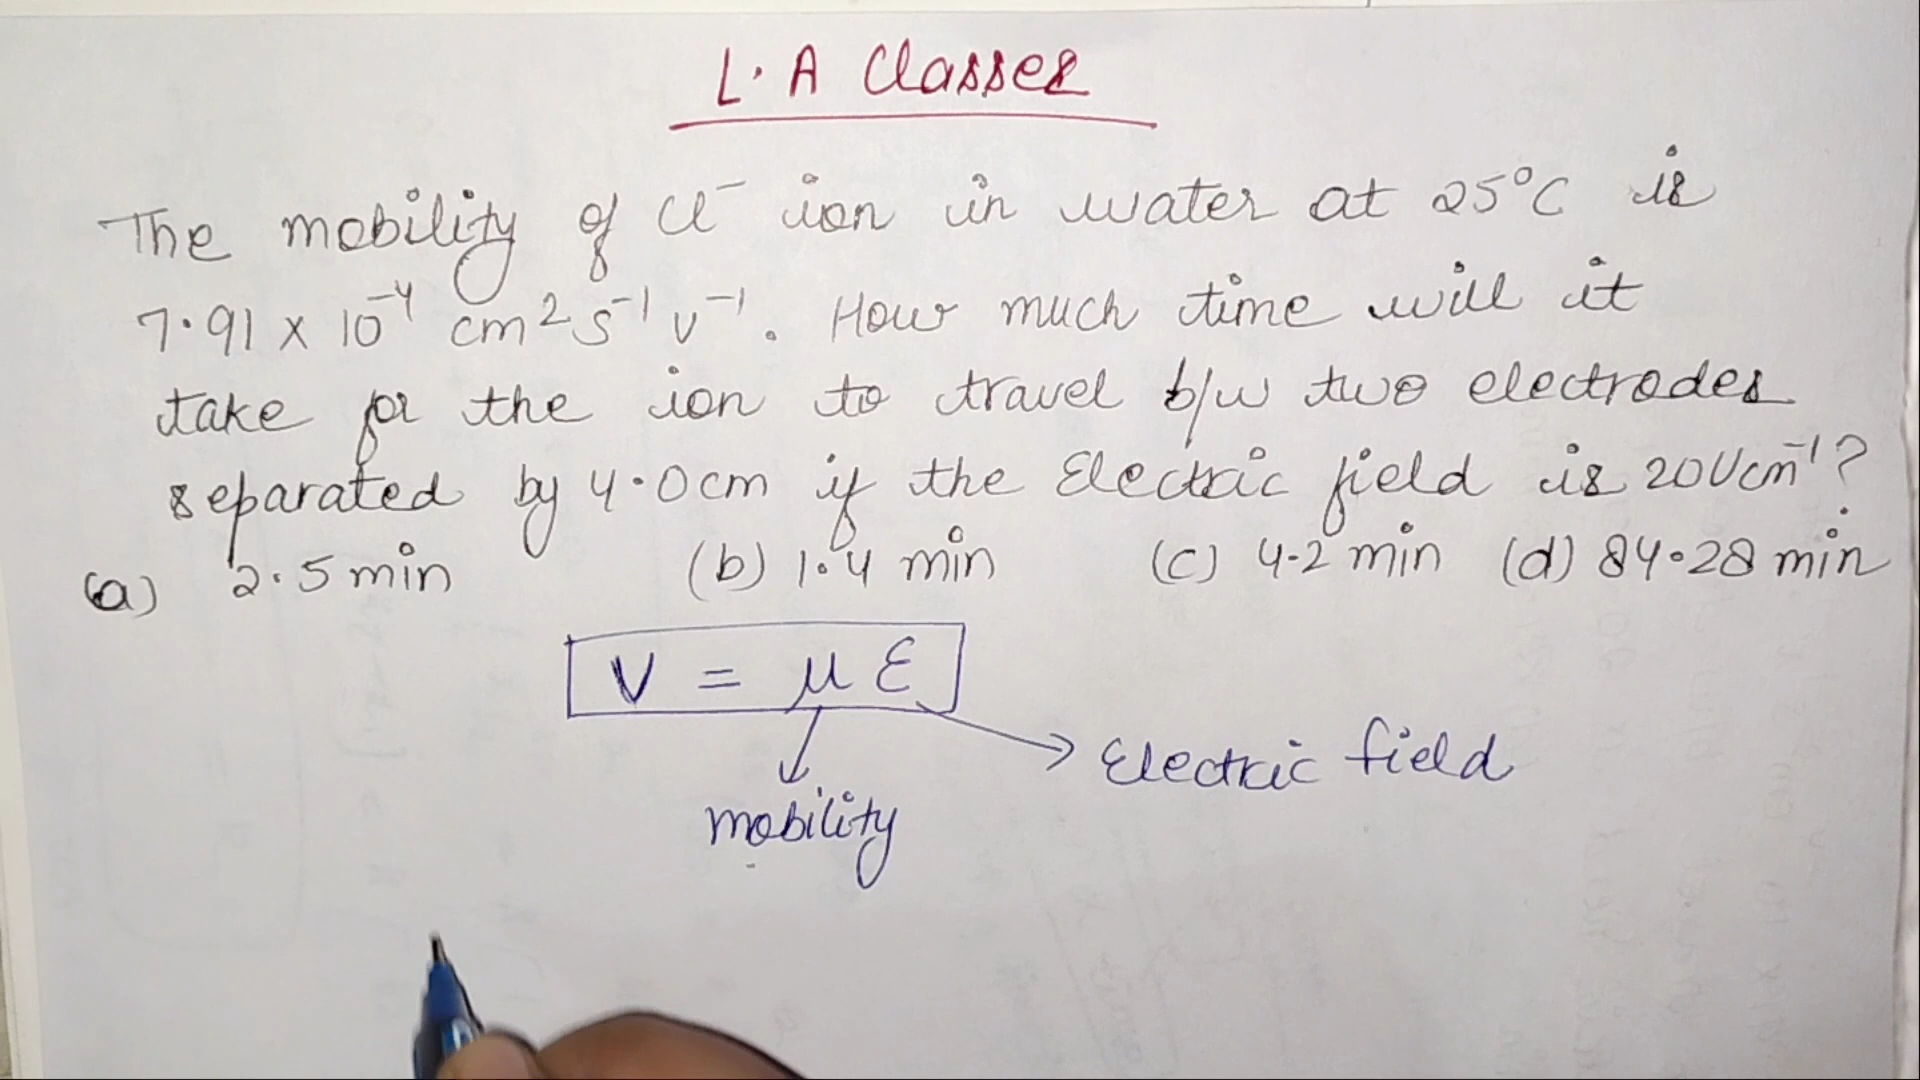 L. A Classes
The mobility of Cl⁻ ion in water at 25°C is
7.91 x 10⁻⁴ cm² s⁻¹ v⁻¹. How much time will it
take for the ion to travel b/w two electrodes
separated by 4.0cm if the Electric field is 20Vcm⁻¹?
(a) 2.5 min (b) 1.4 min (c) 4.2 min (d) 84.28 min
V = μ ε
Electric field
mobility